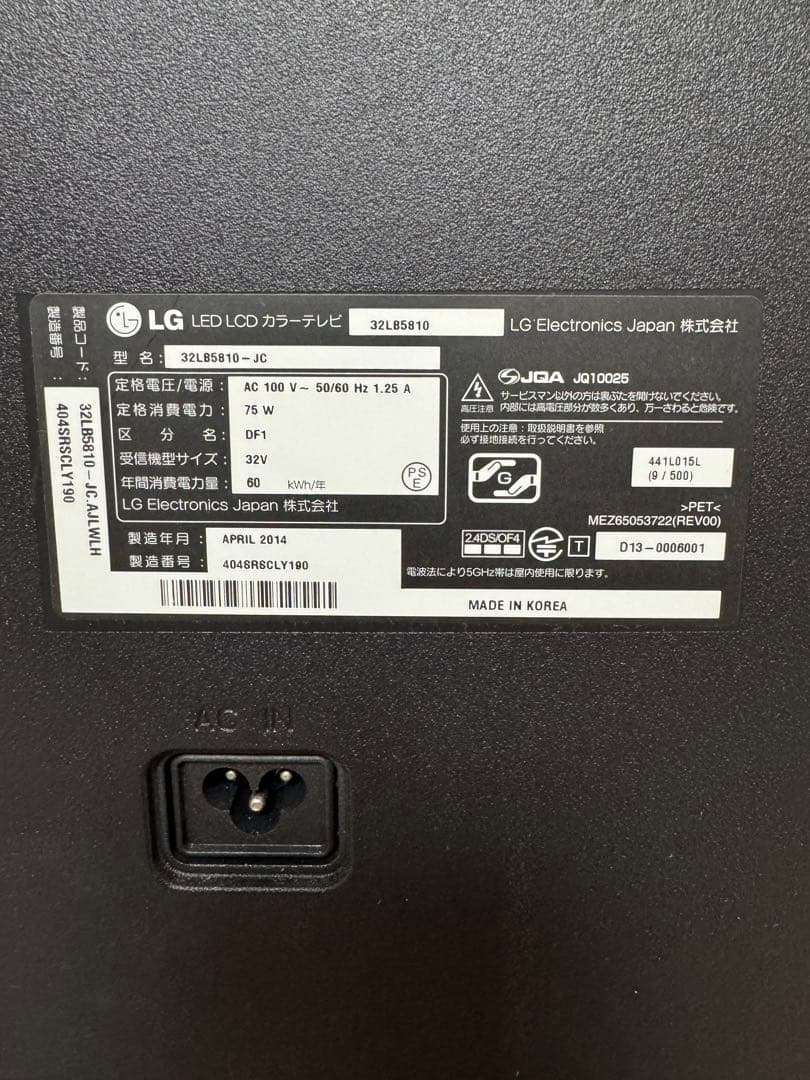 LG LED LCD カラーテレビ 32LB5810 LG Electronics Japan 株式会社
型 名 : 32LB5810-JC
定格電圧/電源 : AC 100 V~ 50/60 Hz 1.25 A
定格消費電力 : 75 W
区 分 名 : DF1
受信機型サイズ : 32V
年間消費電力量 : 60 kWh/年
PS E
LG Electronics Japan 株式会社
製造年月 : APRIL 2014
製造番号 : 404SRSCLY190
製品コード :
製造番号 :
32LB5810-JC.AJLWLH
404SRSCLY190
JQA JQ10025
高圧注意
サービスマン以外の方は裏ぶたを開けないでください。
内部には高電圧部分が数多くあり、万一さわると危険です。
使用上の注意 : 取扱説明書を参照
必ず接地接続を行ってください。
G
441L015L
(9 / 500)
>PET<
MEZ65053722(REV00)
2.4DS/OF4
T D13-0006001
電波法により5GHz帯は屋内使用に限ります。
MADE IN KOREA
AC IN